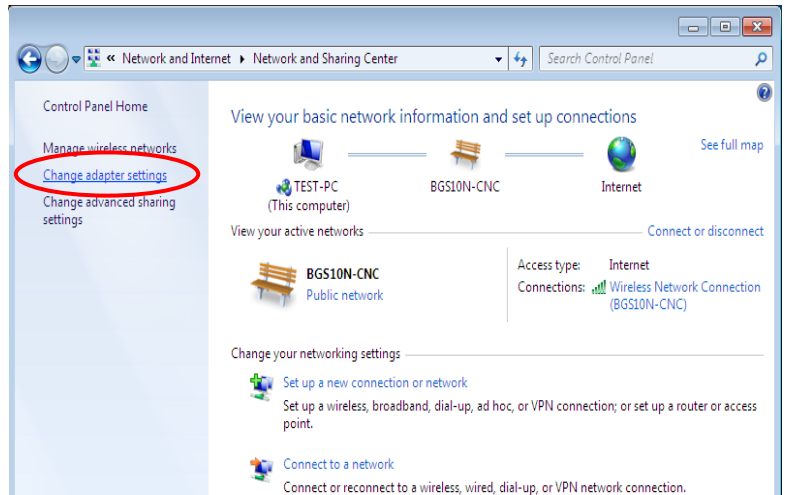 « Network and Internet ▸ Network and Sharing Center
Search Control Panel
Control Panel Home
Manage wireless networks
Change adapter settings
Change advanced sharing
settings
View your basic network information and set up connections
See full map
TEST-PC
(This computer)
BGS10N-CNC
Internet
View your active networks
Connect or disconnect
BGS10N-CNC
Public network
Access type: Internet
Connections: Wireless Network Connection
(BGS10N-CNC)
Change your networking settings
Set up a new connection or network
Set up a wireless, broadband, dial-up, ad hoc, or VPN connection; or set up a router or access
point.
Connect to a network
Connect or reconnect to a wireless, wired, dial-up, or VPN network connection.